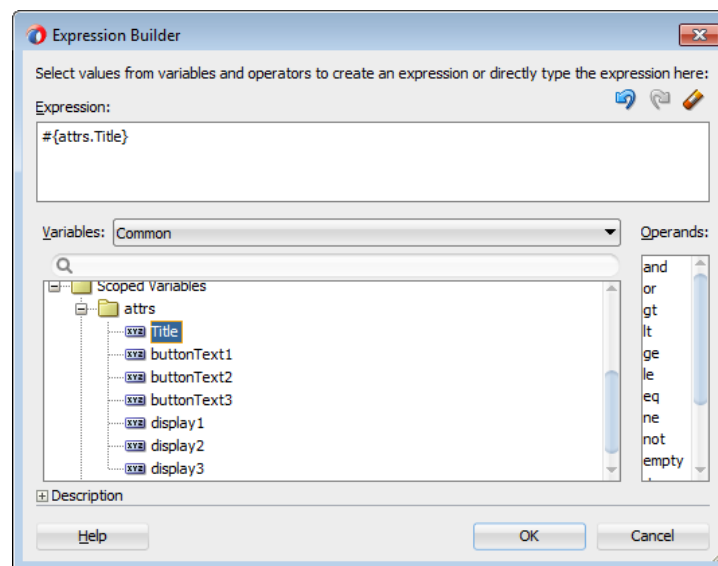 Expression Builder
Select values from variables and operators to create an expression or directly type the expression here:
Expression:
#{attrs.Title}
Variables: Common
Operands:
Scoped Variables
attrs
Title
buttonText1
buttonText2
buttonText3
display1
display2
display3
and
or
gt
lt
ge
le
eq
ne
not
empty
Description
Help
OK
Cancel